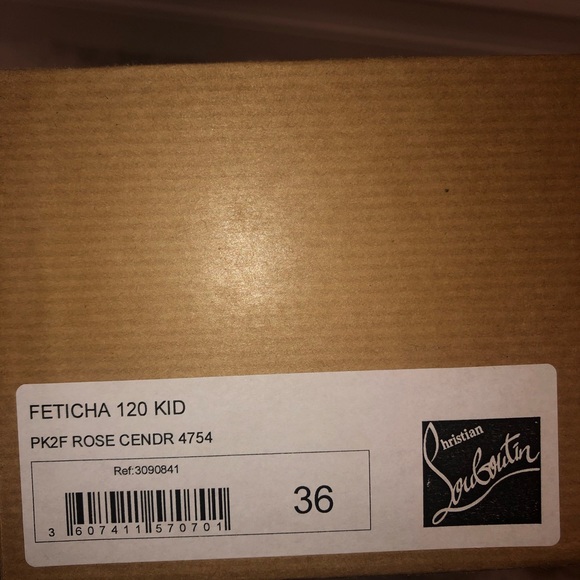 FETICHA 120 KID
PK2F ROSE CENDR 4754
Ref:3090841
36
3 607411 570701
Christian
Louboutin